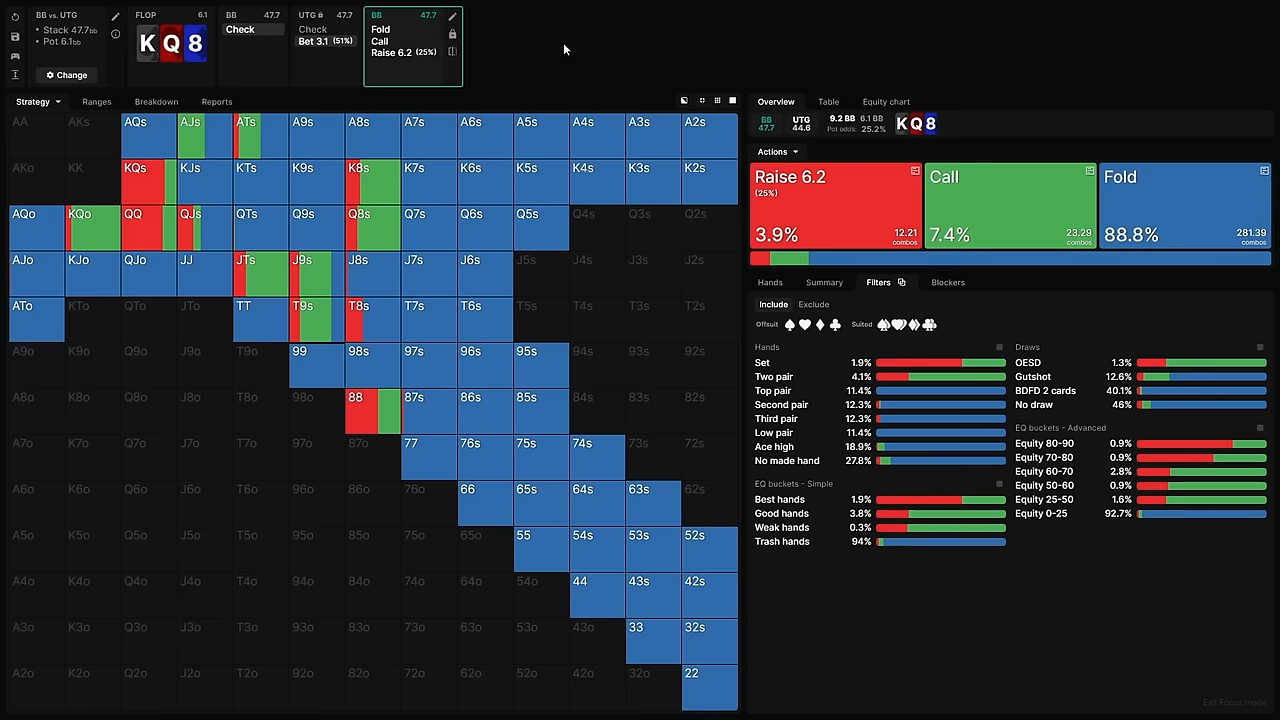 BB vs. UTG
• Stack 47.7bb
• Pot 6.1bb
Change
FLOP 6.1
K Q 8
BB 47.7
Check
UTG 47.7
Check
Bet 3.1 (51%)
BB 47.7
Fold
Call
Raise 6.2 (25%)
Strategy Ranges Breakdown Reports
AA AKs AQs AJs ATs A9s A8s A7s A6s A5s A4s A3s A2s
AKo KK KQs KJs KTs K9s K8s K7s K6s K5s K4s K3s K2s
AQo KQo QQ QJs QTs Q9s Q8s Q7s Q6s Q5s Q4s Q3s Q2s
AJo KJo QJo JJ JTs J9s J8s J7s J6s J5s J4s J3s J2s
ATo KTo QTo JTo TT T9s T8s T7s T6s T5s T4s T3s T2s
A9o K9o Q9o J9o T9o 99 98s 97s 96s 95s 94s 93s 92s
A8o K8o Q8o J8o T8o 98o 88 87s 86s 85s 84s 83s 82s
A7o K7o Q7o J7o T7o 97o 87o 77 76s 75s 74s 73s 72s
A6o K6o Q6o J6o T6o 96o 86o 76o 66 65s 64s 63s 62s
A5o K5o Q5o J5o T5o 95o 85o 75o 65o 55 54s 53s 52s
A4o K4o Q4o J4o T4o 94o 84o 74o 64o 54o 44 43s 42s
A3o K3o Q3o J3o T3o 93o 83o 73o 63o 53o 43o 33 32s
A2o K2o Q2o J2o T2o 92o 82o 72o 62o 52o 42o 32o 22
Overview Table Equity chart
BB UTG 9.2 BB 6.1 BB K Q 8
47.7 44.6 Pot odds: 25.2%
Actions
Raise 6.2
(25%)
3.9% 12.21
combos
Call
7.4% 23.29
combos
Fold
88.8% 281.39
combos
Hands Summary Filters Blockers
Include Exclude
Offsuit Suited
Hands
Set 1.9%
Two pair 4.1%
Top pair 11.4%
Second pair 12.3%
Third pair 12.3%
Low pair 11.4%
Ace high 18.9%
No made hand 27.8%
EQ buckets - Simple
Best hands 1.9%
Good hands 3.8%
Weak hands 0.3%
Trash hands 94%
Draws
OESD 1.3%
Gutshot 12.6%
BDFD 2 cards 40.1%
No draw 46%
EQ buckets - Advanced
Equity 80-90 0.9%
Equity 70-80 0.9%
Equity 60-70 2.8%
Equity 50-60 0.9%
Equity 25-50 1.6%
Equity 0-25 92.7%
Exit Focus mode